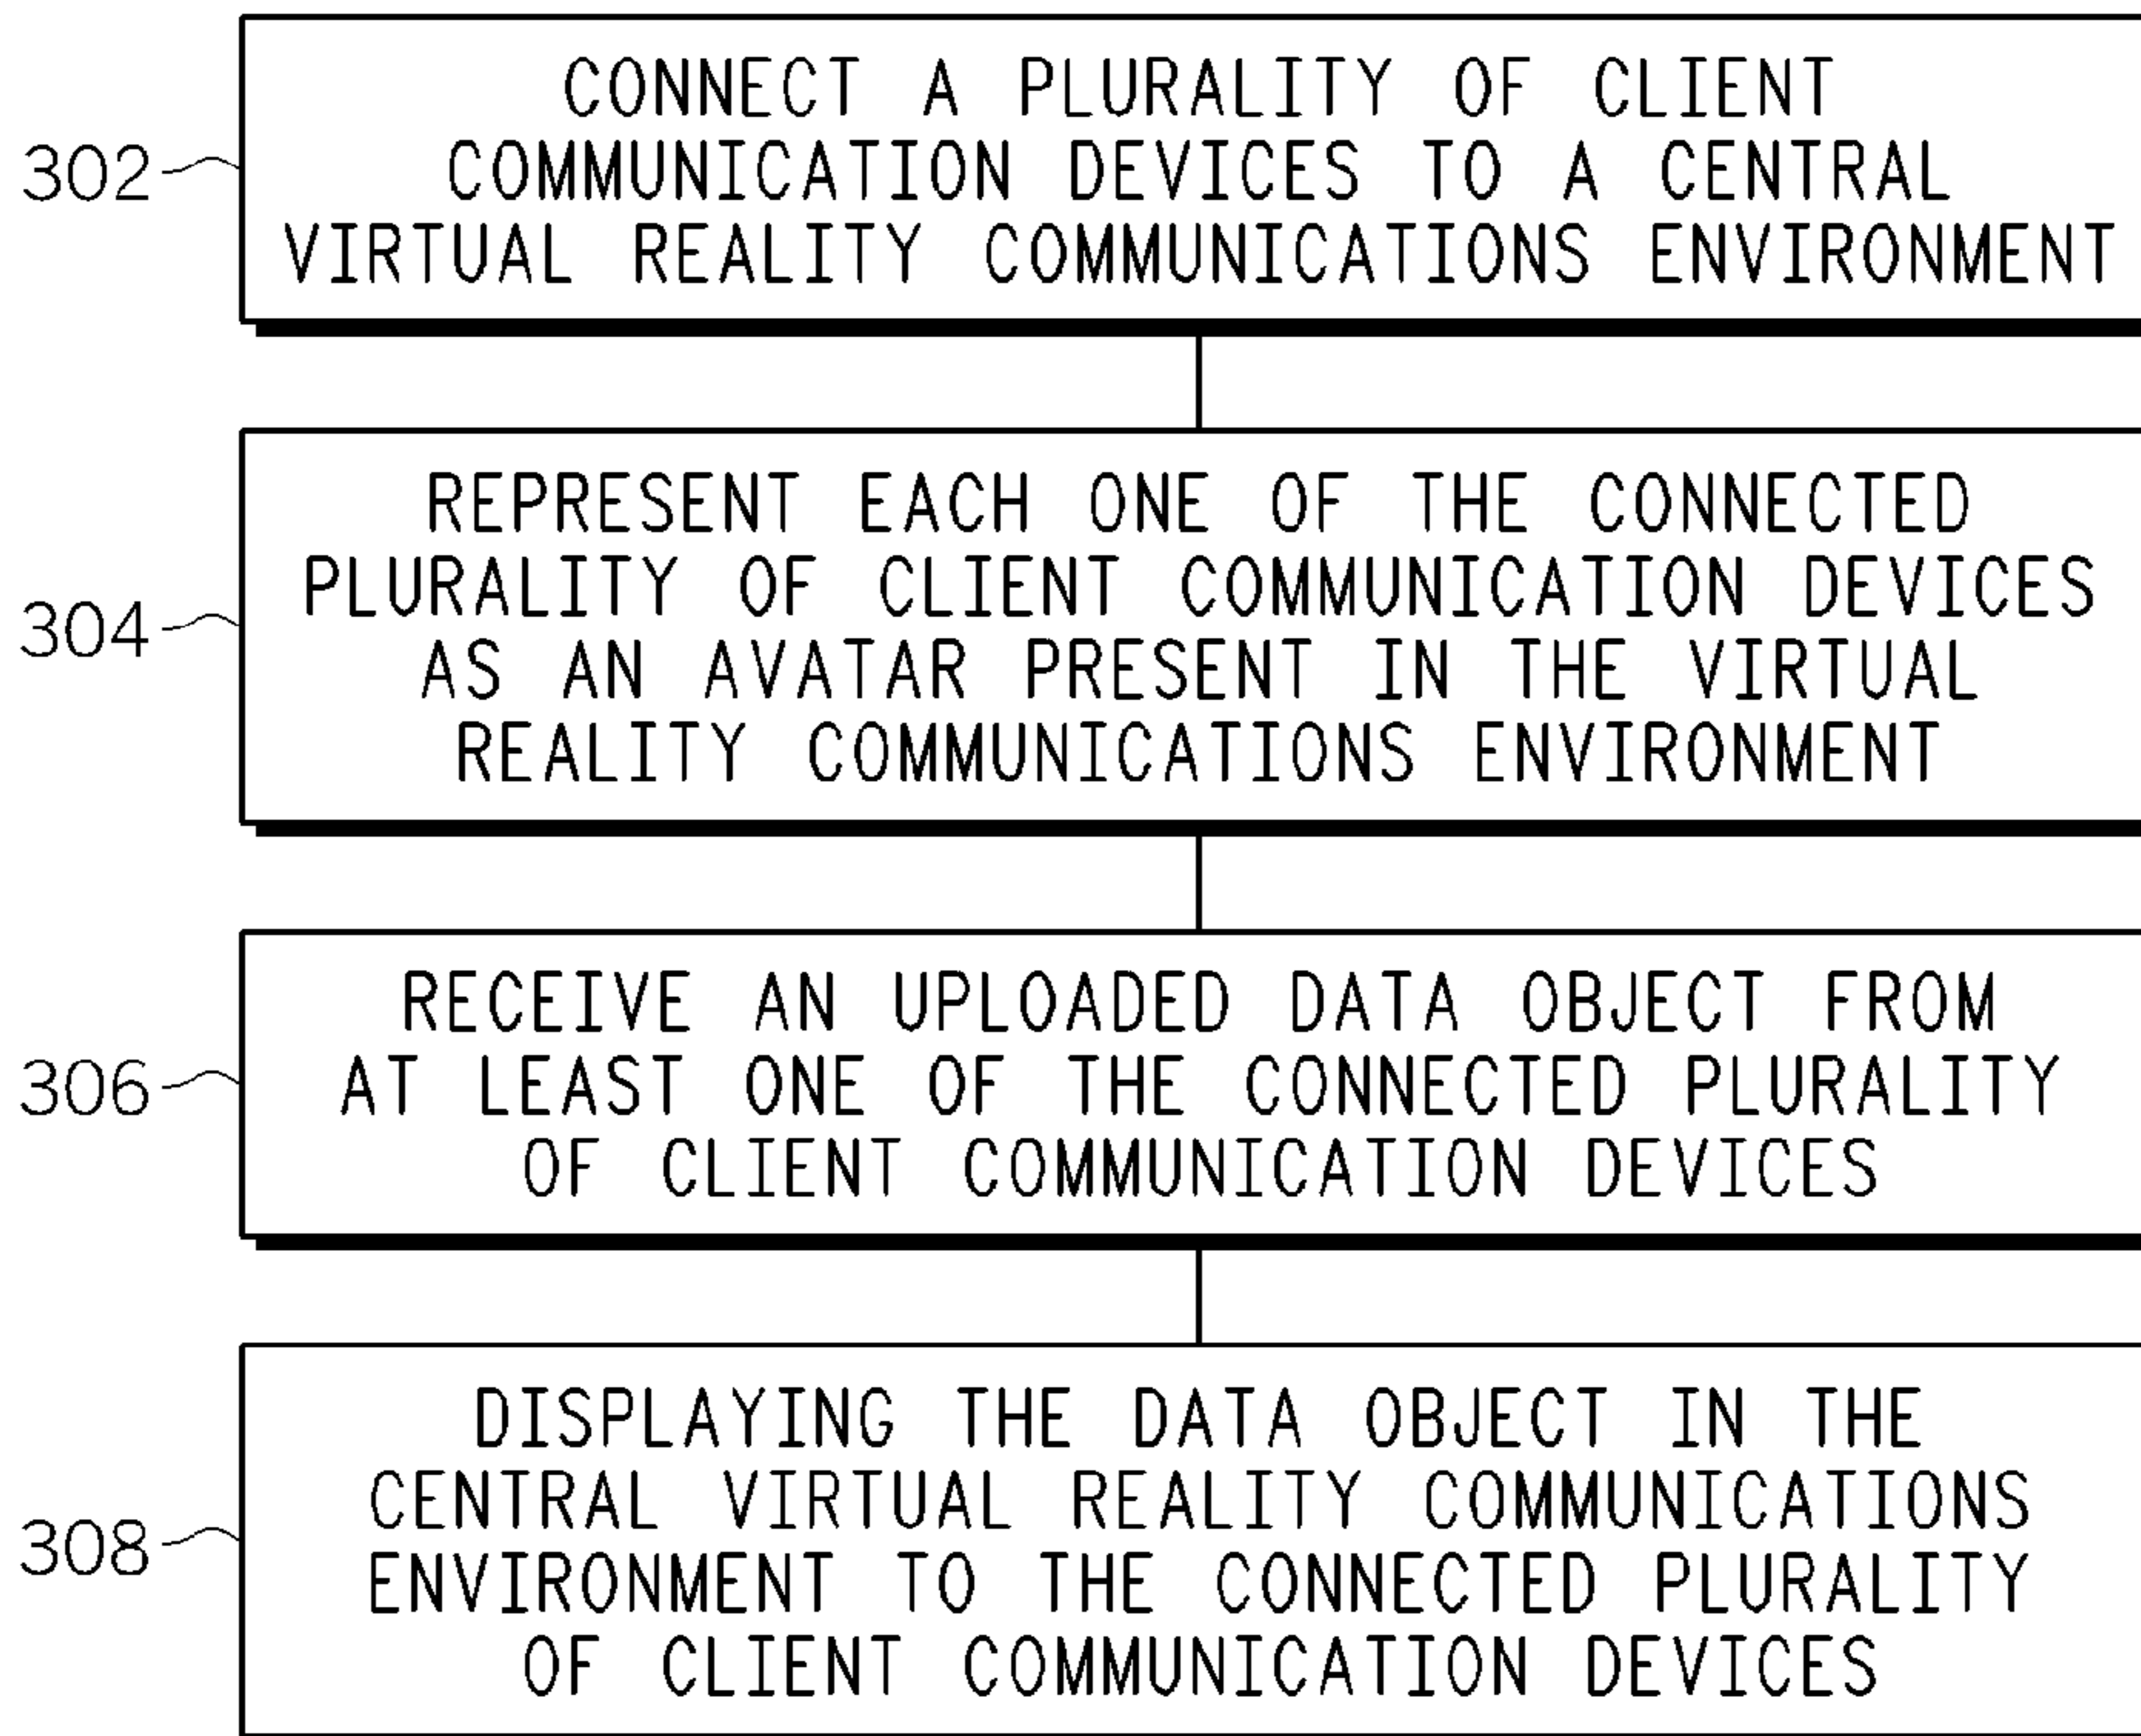 302
CONNECT A PLURALITY OF CLIENT
COMMUNICATION DEVICES TO A CENTRAL
VIRTUAL REALITY COMMUNICATIONS ENVIRONMENT
304
REPRESENT EACH ONE OF THE CONNECTED
PLURALITY OF CLIENT COMMUNICATION DEVICES
AS AN AVATAR PRESENT IN THE VIRTUAL
REALITY COMMUNICATIONS ENVIRONMENT
306
RECEIVE AN UPLOADED DATA OBJECT FROM
AT LEAST ONE OF THE CONNECTED PLURALITY
OF CLIENT COMMUNICATION DEVICES
308
DISPLAYING THE DATA OBJECT IN THE
CENTRAL VIRTUAL REALITY COMMUNICATIONS
ENVIRONMENT TO THE CONNECTED PLURALITY
OF CLIENT COMMUNICATION DEVICES